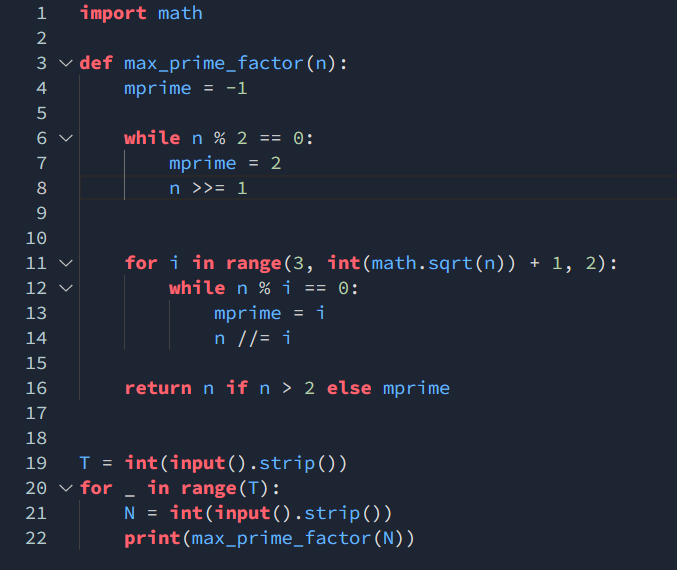 1 import math
2
3 def max_prime_factor(n):
4     mprime = -1
5
6     while n % 2 == 0:
7         mprime = 2
8         n >>= 1
9
10
11     for i in range(3, int(math.sqrt(n)) + 1, 2):
12         while n % i == 0:
13             mprime = i
14             n //= i
15
16     return n if n > 2 else mprime
17
18
19 T = int(input().strip())
20 for _ in range(T):
21     N = int(input().strip())
22     print(max_prime_factor(N))